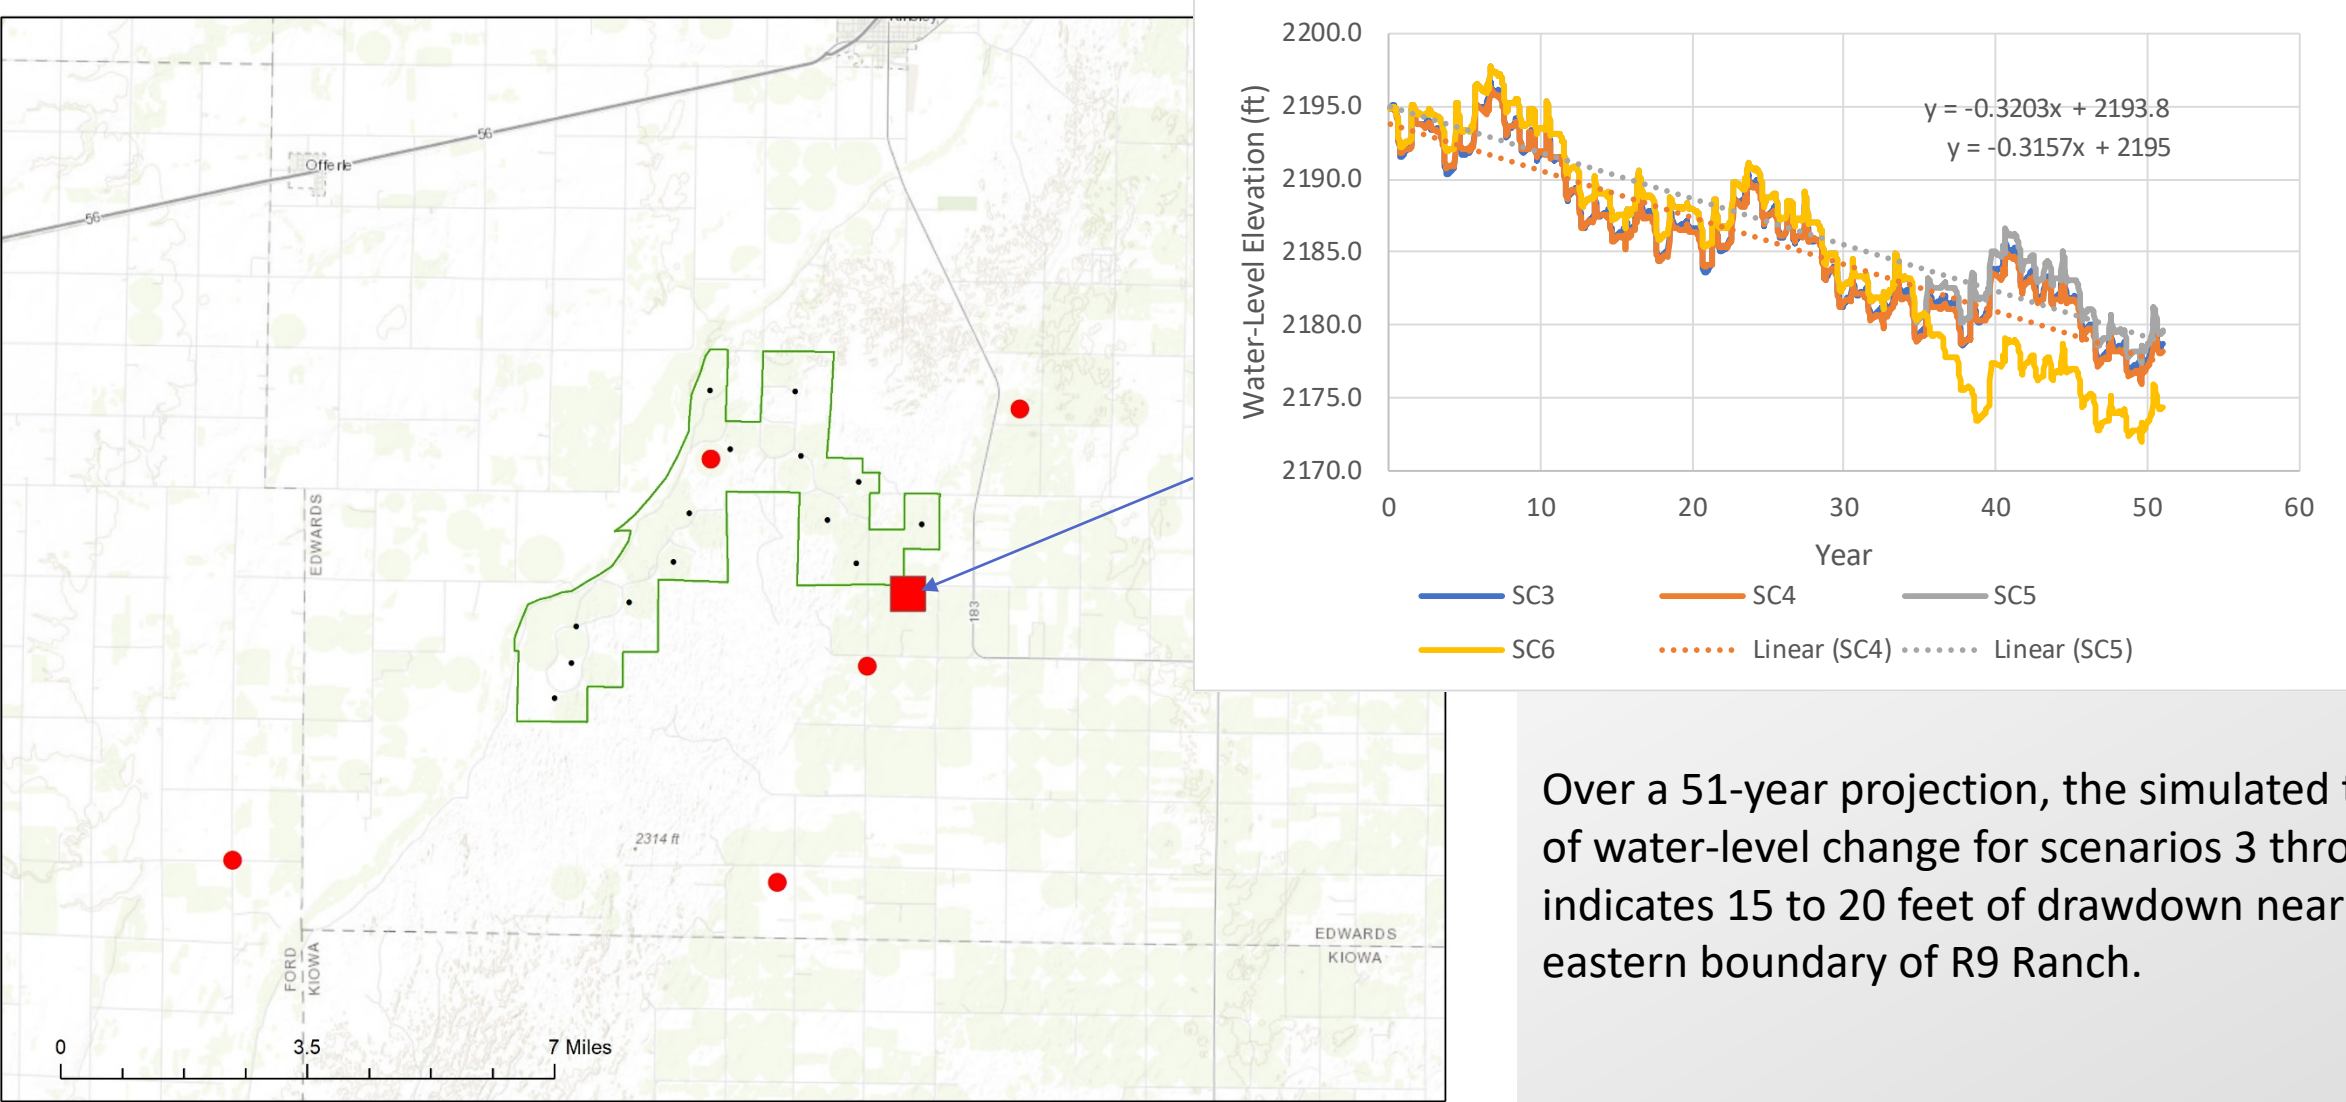 Offerle
56
56
EDWARDS
183
2314 ft
FORD
KIOWA
EDWARDS
KIOWA
0
3.5
7 Miles
2200.0
2195.0
2190.0
2185.0
2180.0
2175.0
2170.0
Water-Level Elevation (ft)
y = -0.3203x + 2193.8
y = -0.3157x + 2195
0
10
20
30
40
50
60
Year
SC3
SC4
SC5
SC6
Linear (SC4)
Linear (SC5)
Over a 51-year projection, the simulated
of water-level change for scenarios 3
indicates 15 to 20 feet of drawdown near
eastern boundary of R9 Ranch.